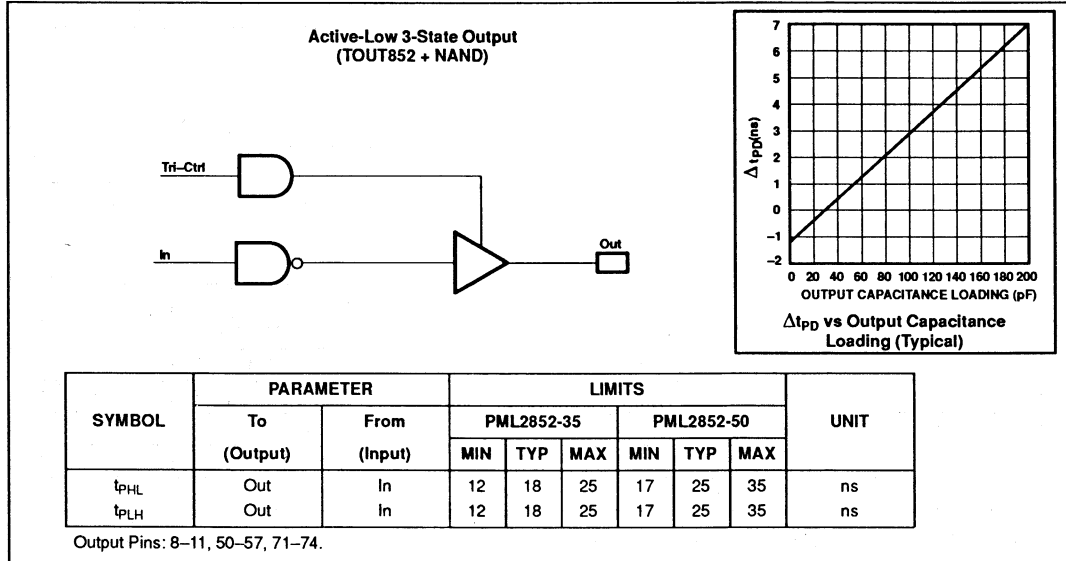 Active-Low 3-State Output
(TOUT852 + NAND)
Tri–Ctrl
In
Out
7
6
5
4
3
2
1
0
–1
–2
ΔtPD(ns)
0 20 40 60 80 100 120 140 160 180 200
OUTPUT CAPACITANCE LOADING (pF)
ΔtPD vs Output Capacitance
Loading (Typical)
SYMBOL PARAMETER LIMITS UNIT
To From PML2852-35 PML2852-50
(Output) (Input) MIN TYP MAX MIN TYP MAX
tPHL Out In 12 18 25 17 25 35 ns
tPLH Out In 12 18 25 17 25 35 ns
Output Pins: 8–11, 50–57, 71–74.